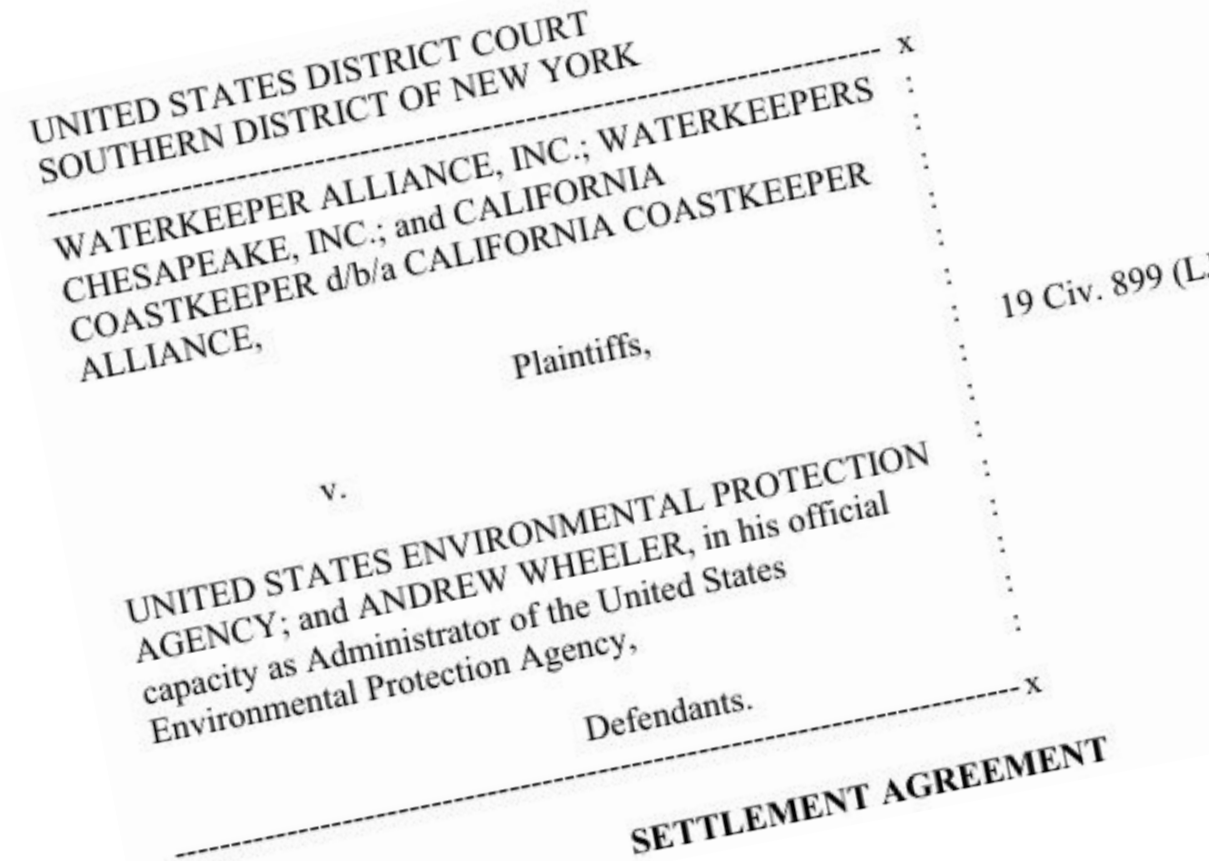 UNITED STATES DISTRICT COURT
SOUTHERN DISTRICT OF NEW YORK
x
WATERKEEPER ALLIANCE, INC.; WATERKEEPERS
CHESAPEAKE, INC.; and CALIFORNIA
COASTKEEPER d/b/a CALIFORNIA COASTKEEPER
ALLIANCE,
Plaintiffs,
19 Civ. 899
v.
UNITED STATES ENVIRONMENTAL PROTECTION
AGENCY; and ANDREW WHEELER, in his official
capacity as Administrator of the United States
Environmental Protection Agency,
Defendants.
x
SETTLEMENT AGREEMENT